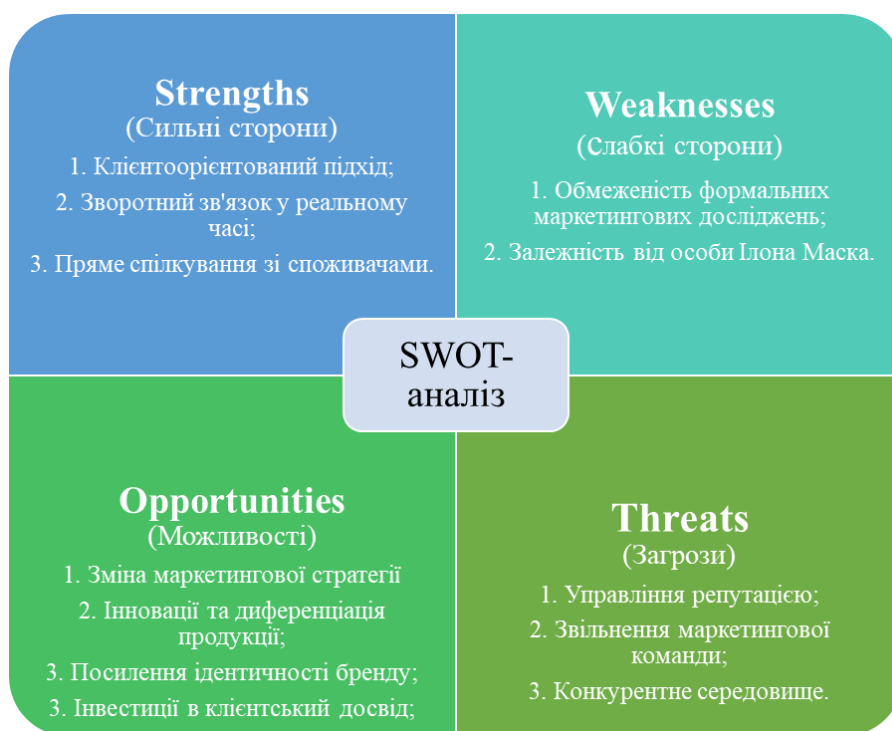 Strengths
(Сильні сторони)
1. Клієнтоорієнтований підхід;
2. Зворотний зв'язок у реальному
часі;
3. Пряме спілкування зі споживачами.
Weaknesses
(Слабкі сторони)
1. Обмеженість формальних
маркетингових досліджень;
2. Залежність від особи Ілона Маска.
SWOT-
аналіз
Opportunities
(Можливості)
1. Зміна маркетингової стратегії
2. Інновації та диференціація
продукції;
3. Посилення ідентичності бренду;
3. Інвестиції в клієнтський досвід;
Threats
(Загрози)
1. Управління репутацією;
2. Звільнення маркетингової
команди;
3. Конкурентне середовище.